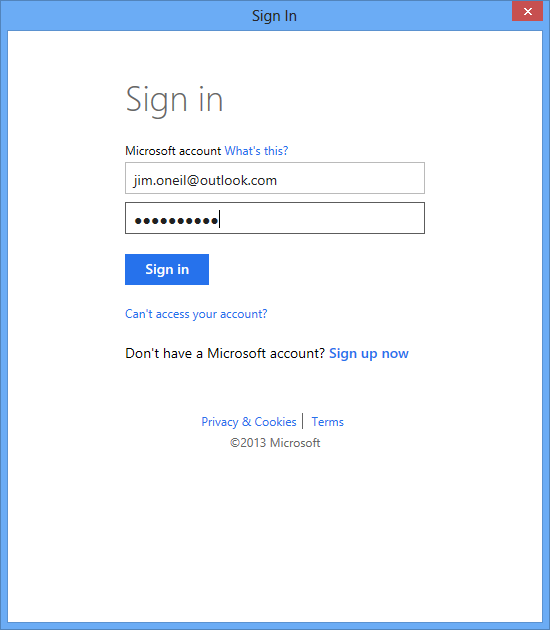 Sign In
Sign in
Microsoft account What's this?
jim.oneil@outlook.com
●●●●●●●●●●
Sign in
Can't access your account?
Don't have a Microsoft account? Sign up now
Privacy & Cookies | Terms
©2013 Microsoft